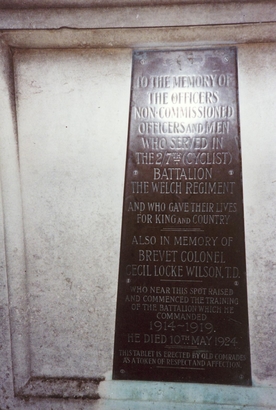 TO THE MEMORY OF
THE OFFICERS
NON-COMMISSIONED
OFFICERS AND MEN
WHO SERVED IN
THE 2/7TH (CYCLIST)
BATTALION
THE WELCH REGIMENT
AND WHO GAVE THEIR LIVES
FOR KING AND COUNTRY
ALSO IN MEMORY OF
BREVET COLONEL
CECIL LOCKE WILSON, T.D.
WHO NEAR THIS SPOT RAISED
AND COMMENCED THE TRAINING
OF THE BATTALION WHICH HE
COMMANDED
1914-1919.
HE DIED 10TH MAY 1924.
THIS TABLET IS ERECTED BY OLD COMRADES
AS A TOKEN OF RESPECT AND AFFECTION.